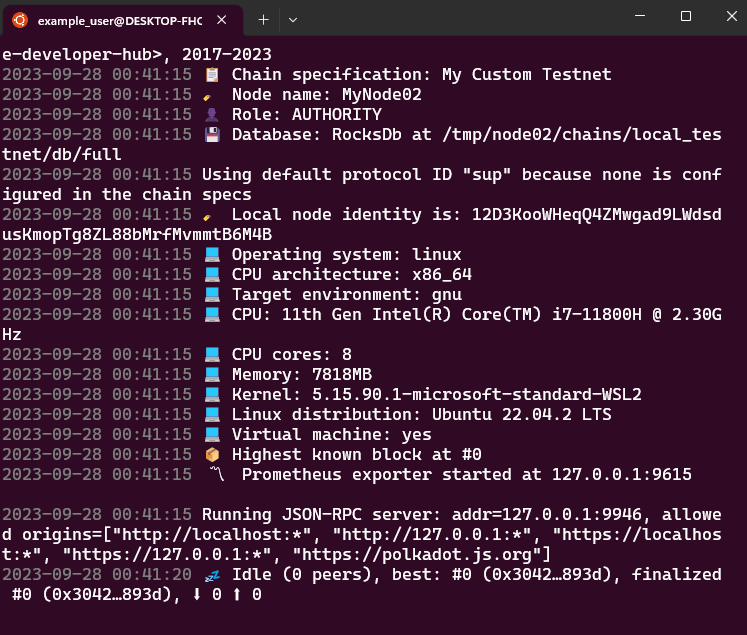 example_user@DESKTOP-FHC
e-developer-hub>, 2017-2023
2023-09-28 00:41:15 📋 Chain specification: My Custom Testnet
2023-09-28 00:41:15 🏷 Node name: MyNode02
2023-09-28 00:41:15 👤 Role: AUTHORITY
2023-09-28 00:41:15 💾 Database: RocksDb at /tmp/node02/chains/local_tes
tnet/db/full
2023-09-28 00:41:15 Using default protocol ID "sup" because none is conf
igured in the chain specs
2023-09-28 00:41:15 🏷 Local node identity is: 12D3KooWHeqQ4ZMwgad9LWdsd
usKmopTg8ZL88bMrfMvmmtB6M4B
2023-09-28 00:41:15 💻 Operating system: linux
2023-09-28 00:41:15 💻 CPU architecture: x86_64
2023-09-28 00:41:15 💻 Target environment: gnu
2023-09-28 00:41:15 💻 CPU: 11th Gen Intel(R) Core(TM) i7-11800H @ 2.30G
Hz
2023-09-28 00:41:15 💻 CPU cores: 8
2023-09-28 00:41:15 💻 Memory: 7818MB
2023-09-28 00:41:15 💻 Kernel: 5.15.90.1-microsoft-standard-WSL2
2023-09-28 00:41:15 💻 Linux distribution: Ubuntu 22.04.2 LTS
2023-09-28 00:41:15 💻 Virtual machine: yes
2023-09-28 00:41:15 📦 Highest known block at #0
2023-09-28 00:41:15 〽 Prometheus exporter started at 127.0.0.1:9615
2023-09-28 00:41:15 Running JSON-RPC server: addr=127.0.0.1:9946, allowe
d origins=["http://localhost:*", "http://127.0.0.1:*", "https://localhos
t:*", "https://127.0.0.1:*", "https://polkadot.js.org"]
2023-09-28 00:41:20 💤 Idle (0 peers), best: #0 (0x3042…893d), finalized
#0 (0x3042…893d), ⬇ 0 ⬆ 0